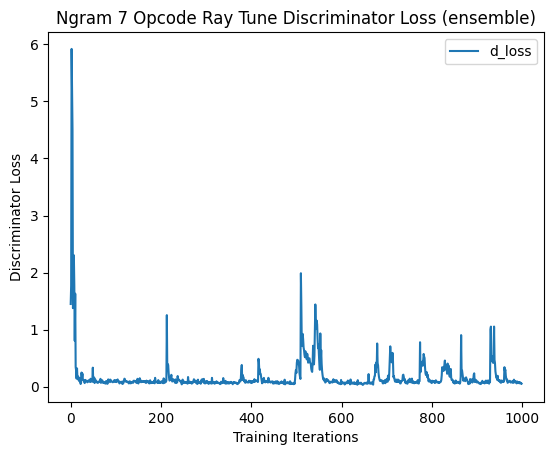 Ngram 7 Opcode Ray Tune Discriminator Loss (ensemble)
d_loss
6
5
4
3
2
1
0
Discriminator Loss
0 200 400 600 800 1000
Training Iterations